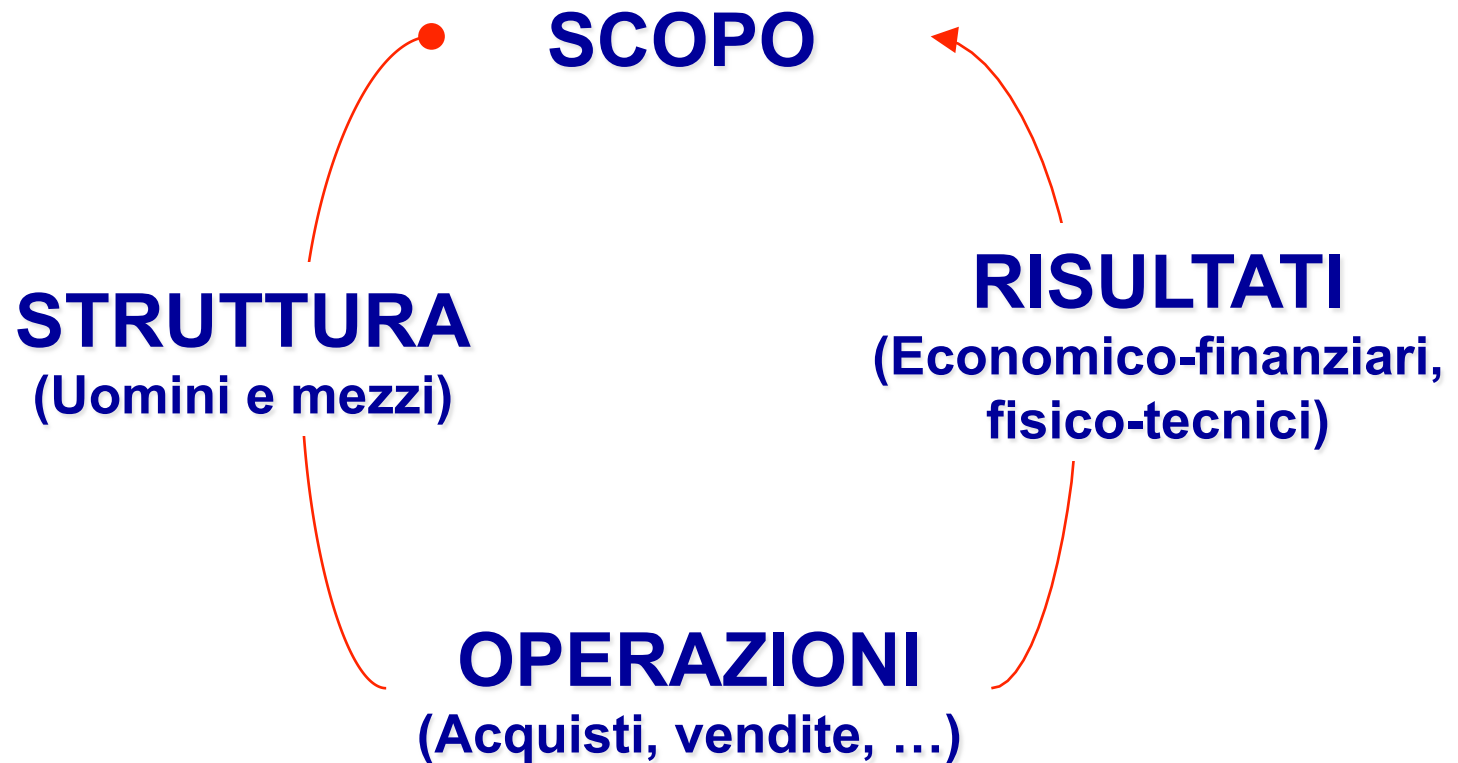 SCOPO
STRUTTURA
(Uomini e mezzi)
RISULTATI
(Economico-finanziari,
fisico-tecnici)
OPERAZIONI
(Acquisti, vendite, …)